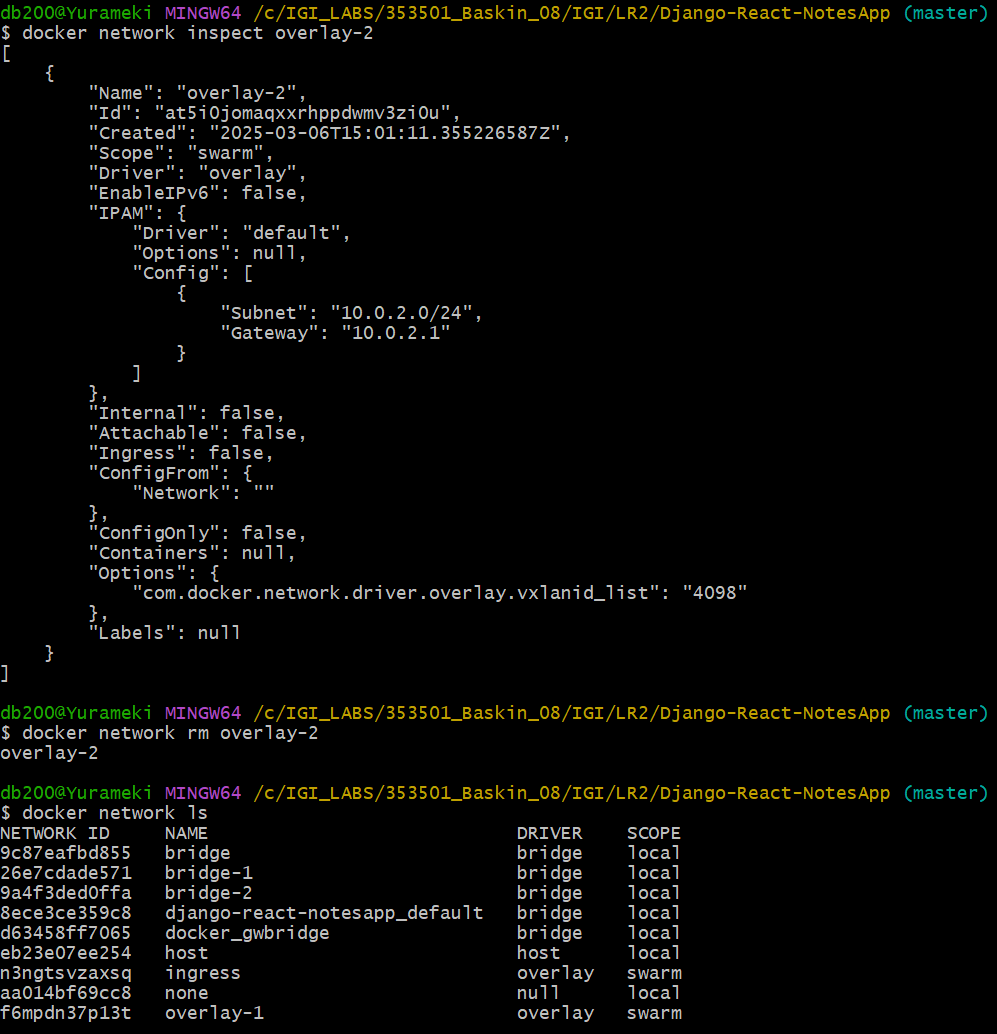 db200@Yurameki MINGW64 /c/IGI_LABS/353501_Baskin_08/IGI/LR2/Django-React-NotesApp (master)
$ docker network inspect overlay-2
[
    {
        "Name": "overlay-2",
        "Id": "at5i0jomaqxxrhppdwmv3zi0u",
        "Created": "2025-03-06T15:01:11.355226587Z",
        "Scope": "swarm",
        "Driver": "overlay",
        "EnableIPv6": false,
        "IPAM": {
            "Driver": "default",
            "Options": null,
            "Config": [
                {
                    "Subnet": "10.0.2.0/24",
                    "Gateway": "10.0.2.1"
                }
            ]
        },
        "Internal": false,
        "Attachable": false,
        "Ingress": false,
        "ConfigFrom": {
            "Network": ""
        },
        "ConfigOnly": false,
        "Containers": null,
        "Options": {
            "com.docker.network.driver.overlay.vxlanid_list": "4098"
        },
        "Labels": null
    }
]
db200@Yurameki MINGW64 /c/IGI_LABS/353501_Baskin_08/IGI/LR2/Django-React-NotesApp (master)
$ docker network rm overlay-2
overlay-2
db200@Yurameki MINGW64 /c/IGI_LABS/353501_Baskin_08/IGI/LR2/Django-React-NotesApp (master)
$ docker network ls
NETWORK ID     NAME                            DRIVER    SCOPE
9c87eafbd855   bridge                          bridge    local
26e7cdade571   bridge-1                        bridge    local
9a4f3ded0ffa   bridge-2                        bridge    local
8ece3ce359c8   django-react-notesapp_default   bridge    local
d63458ff7065   docker_gwbridge                 bridge    local
eb23e07ee254   host                            host      local
n3ngtsvzaxsq   ingress                         overlay   swarm
aa014bf69cc8   none                            null      local
f6mpdn37p13t   overlay-1                       overlay   swarm